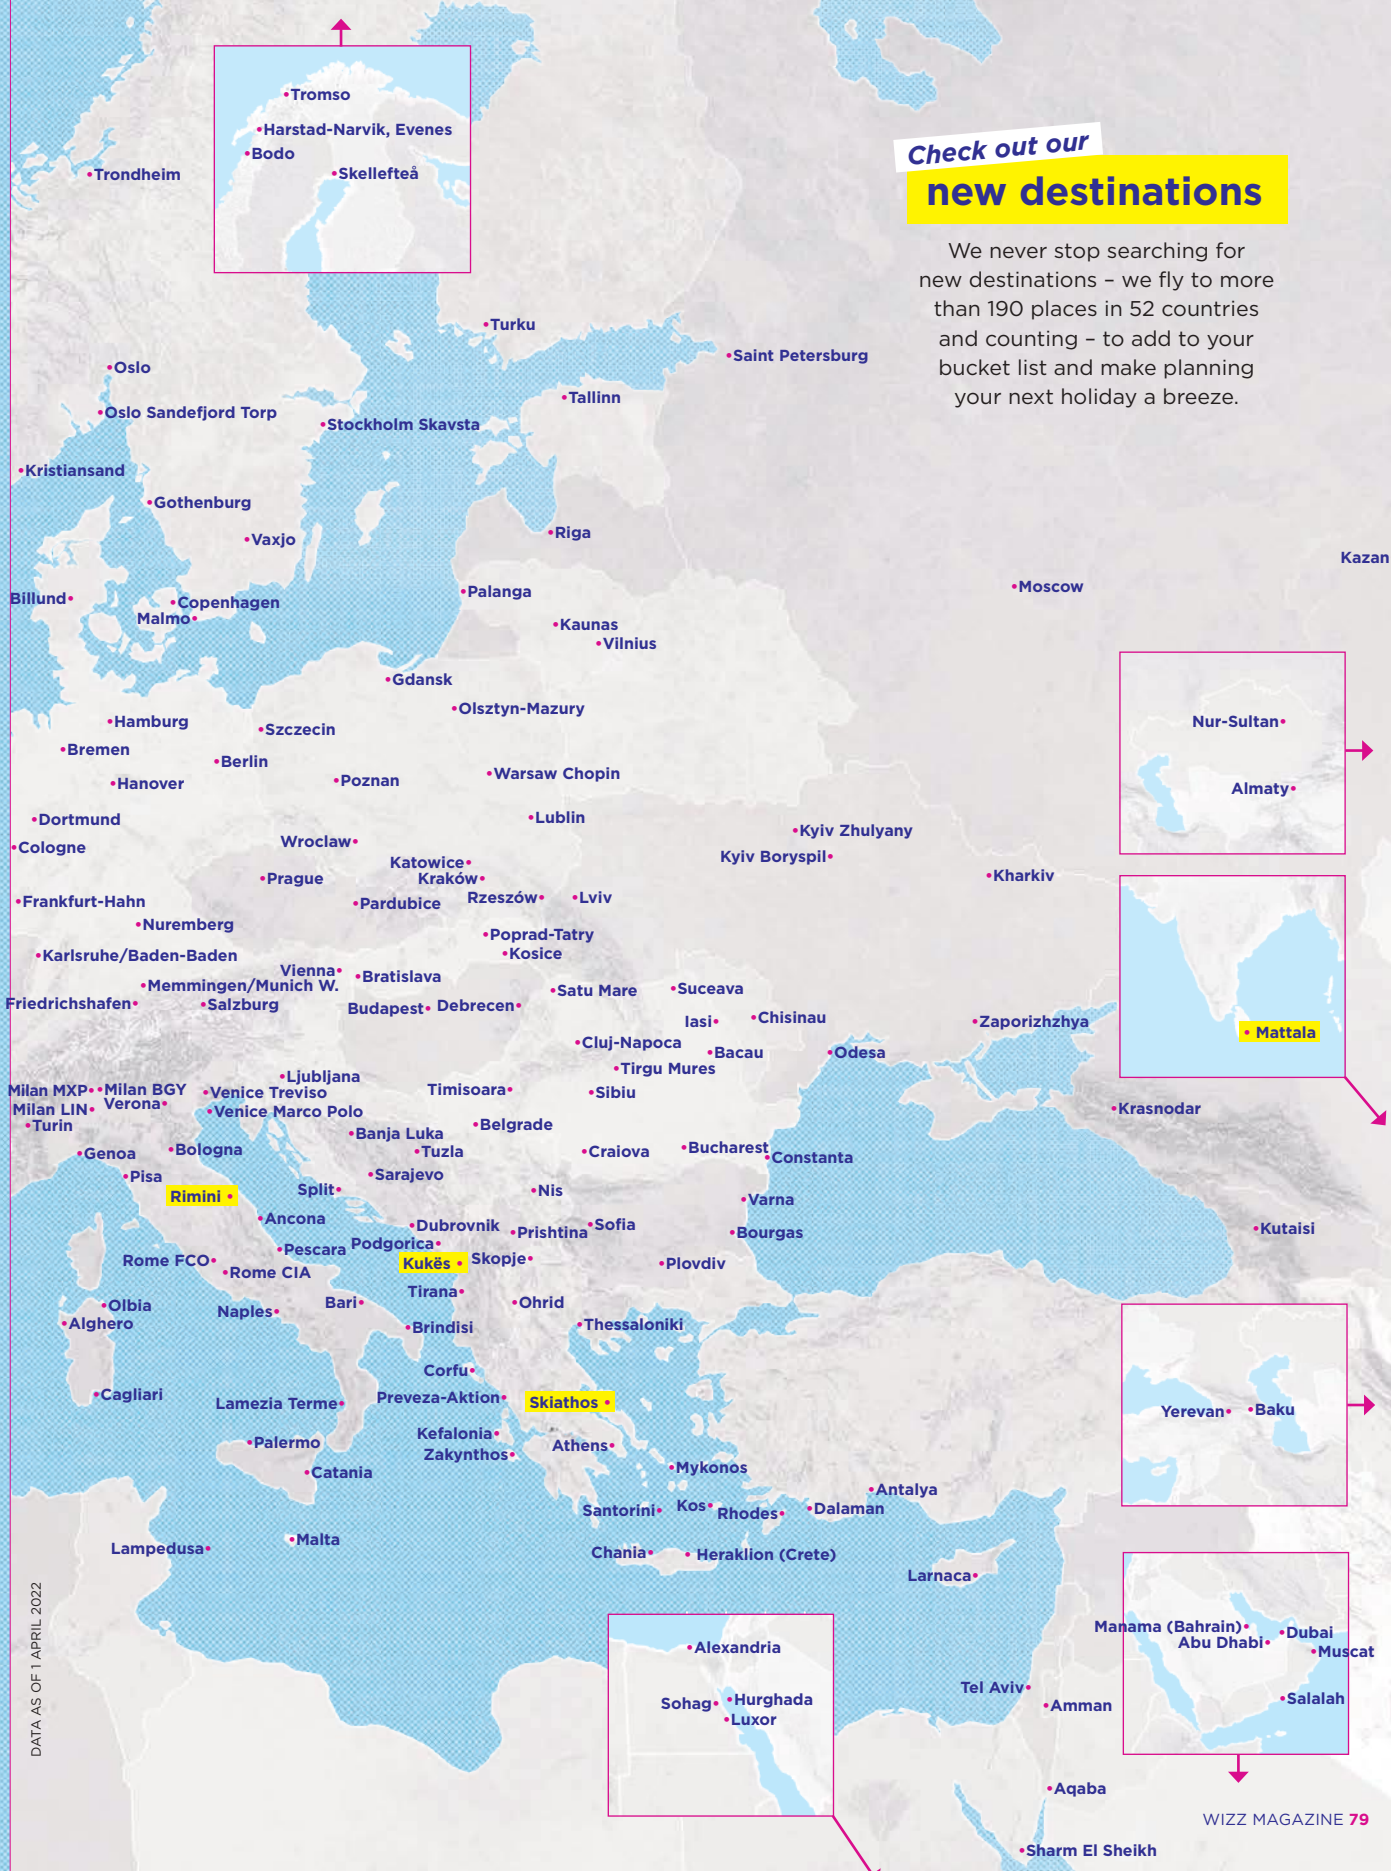 Tromso
Harstad-Narvik, Evenes
Bodo
Skellefteå
Trondheim
Check out our
new destinations
We never stop searching for
new destinations – we fly to more
than 190 places in 52 countries
and counting – to add to your
bucket list and make planning
your next holiday a breeze.
Turku
Saint Petersburg
Oslo
Tallinn
Oslo Sandefjord Torp
Stockholm Skavsta
Kristiansand
Gothenburg
Riga
Vaxjo
Kazan
Moscow
Palanga
Billund
Copenhagen
Malmo
Kaunas
Vilnius
Gdansk
Olsztyn-Mazury
Hamburg
Szczecin
Nur-Sultan
Bremen
Berlin
Hanover
Poznan
Warsaw Chopin
Almaty
Dortmund
Lublin
Kyiv Zhulyany
Cologne
Wroclaw
Kyiv Boryspil
Katowice
Kraków
Prague
Kharkiv
Frankfurt-Hahn
Pardubice
Rzeszów
Lviv
Nuremberg
Poprad-Tatry
Kosice
Karlsruhe/Baden-Baden
Vienna
Bratislava
Memmingen/Munich W.
Satu Mare
Suceava
Friedrichshafen
Salzburg
Budapest
Debrecen
Iasi
Chisinau
Zaporizhzhya
Mattala
Cluj-Napoca
Bacau
Odesa
Tirgu Mures
Ljubljana
Milan MXP
Milan BGY
Venice Treviso
Timisoara
Sibiu
Milan LIN
Verona
Venice Marco Polo
Krasnodar
Turin
Banja Luka
Belgrade
Genoa
Bologna
Tuzla
Craiova
Bucharest
Constanta
Pisa
Sarajevo
Rimini
Split
Nis
Varna
Ancona
Dubrovnik
Prishtina
Sofia
Bourgas
Kutaisi
Pescara
Podgorica
Rome FCO
Kukës
Skopje
Plovdiv
Rome CIA
Tirana
Olbia
Naples
Bari
Ohrid
Alghero
Brindisi
Thessaloniki
Corfu
Cagliari
Lamezia Terme
Preveza-Aktion
Skiathos
Yerevan
Baku
Kefalonia
Palermo
Zakynthos
Athens
Catania
Mykonos
Antalya
Santorini
Kos
Rhodes
Dalaman
Malta
Lampedusa
Chania
Heraklion (Crete)
Larnaca
Manama (Bahrain)
Dubai
Abu Dhabi
Muscat
Alexandria
Tel Aviv
Salalah
Sohag
Hurghada
Amman
Luxor
Aqaba
Sharm El Sheikh
DATA AS OF 1 APRIL 2022
WIZZ MAGAZINE 79